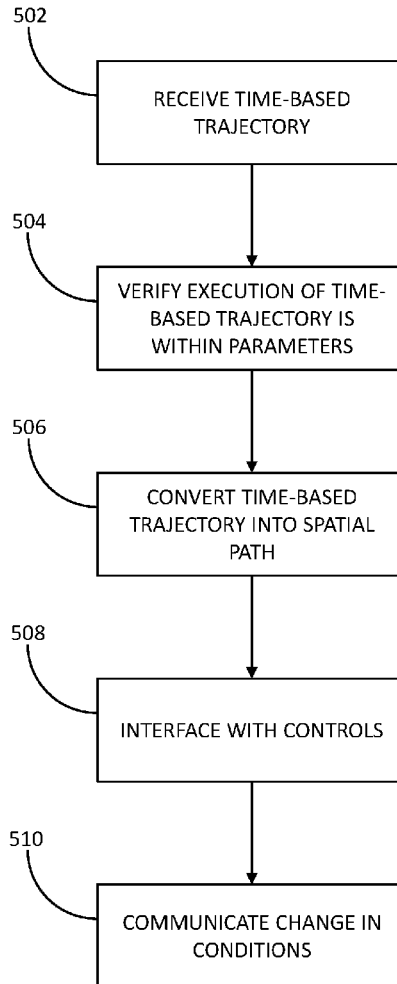 502
RECEIVE TIME-BASED
TRAJECTORY
504
VERIFY EXECUTION OF TIME-
BASED TRAJECTORY IS
WITHIN PARAMETERS
506
CONVERT TIME-BASED
TRAJECTORY INTO SPATIAL
PATH
508
INTERFACE WITH CONTROLS
510
COMMUNICATE CHANGE IN
CONDITIONS